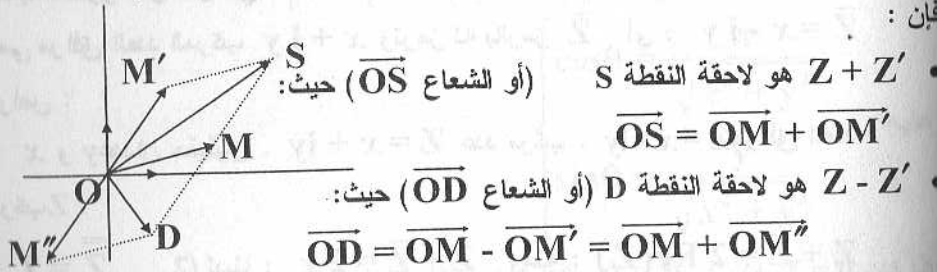 فإن :
• Z + Z′ هو لاحقة النقطة S (أو الشعاع OS) حيث:
OS = OM + OM′
• Z - Z′ هو لاحقة النقطة D (أو الشعاع OD) حيث:
OD = OM - OM′ = OM + OM″
M′
S
M
O
M″
D